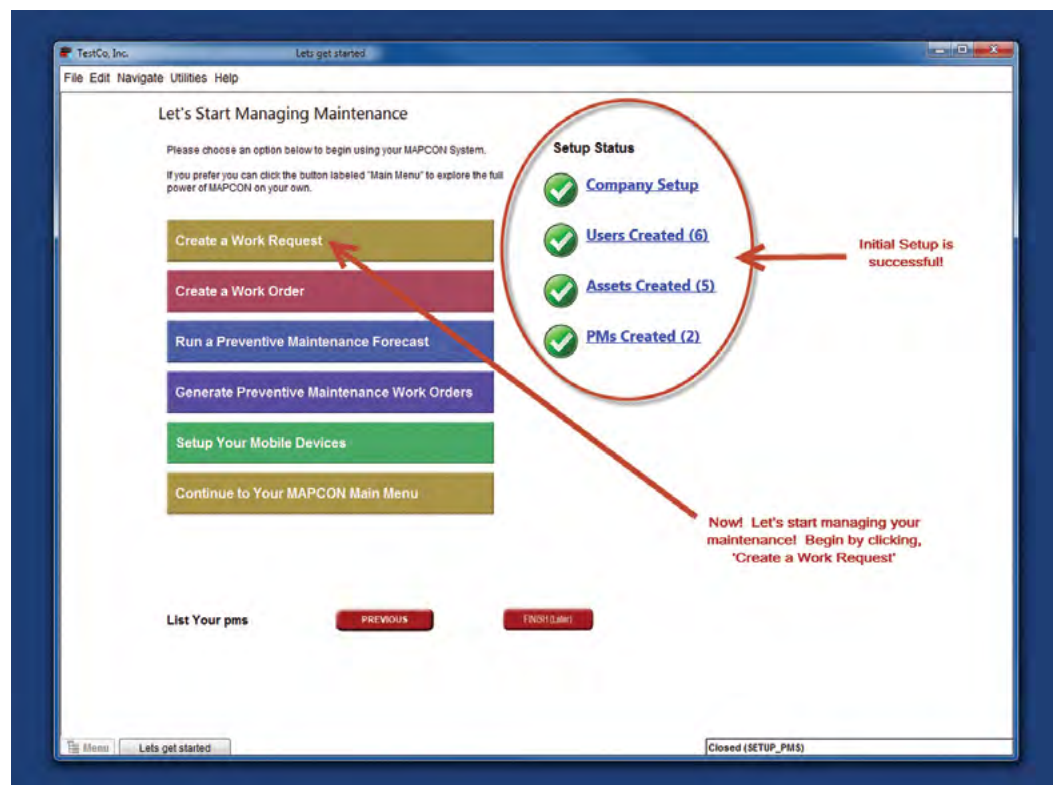 TestCo, Inc.
Lets get started
File Edit Navigate Utilities Help
Let's Start Managing Maintenance
Please choose an option below to begin using your MAPCON System.
If you prefer you can click the button labeled "Main Menu" to explore the full
power of MAPCON on your own.
Create a Work Request
Create a Work Order
Run a Preventive Maintenance Forecast
Generate Preventive Maintenance Work Orders
Setup Your Mobile Devices
Continue to Your MAPCON Main Menu
Setup Status
Company Setup
Users Created (6)
Assets Created (5)
PMs Created (2)
Initial Setup is
successful!
Now! Let's start managing your
maintenance! Begin by clicking,
'Create a Work Request'
List Your pms
PREVIOUS
FINISH (Later)
Menu
Lets get started
Closed (SETUP_PMS)